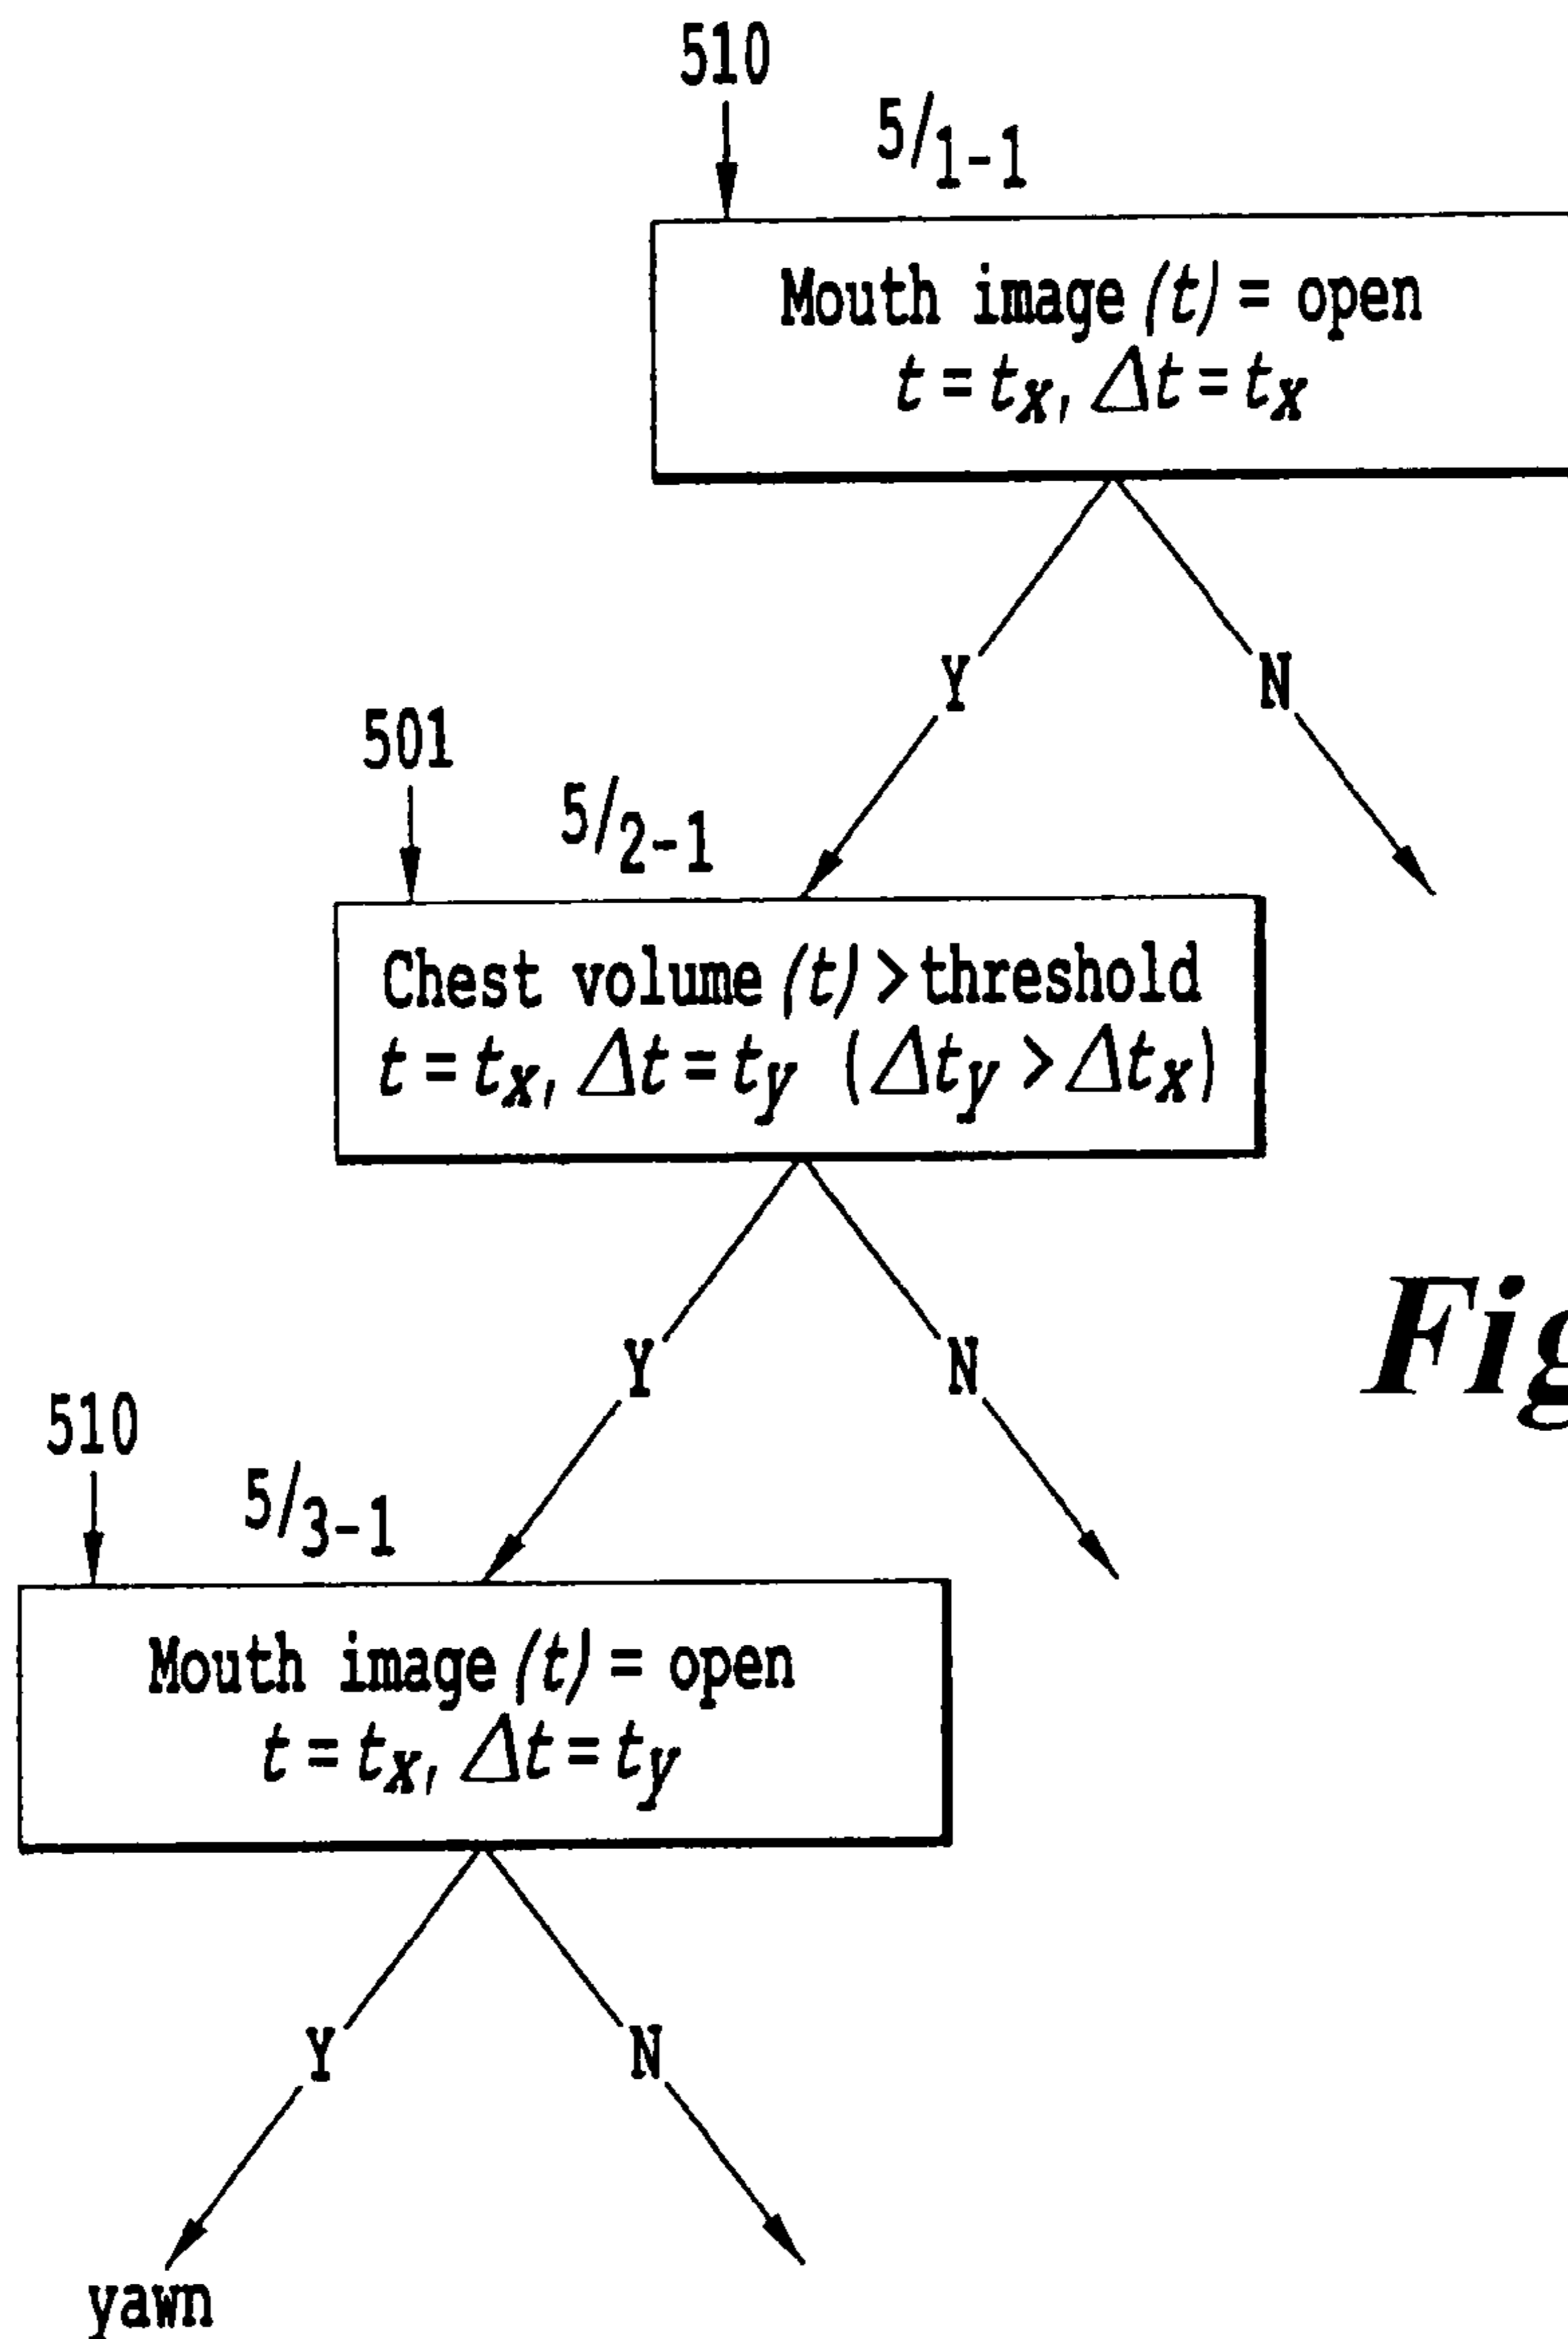 510
5/1-1
Mouth image (t) = open
t = tx, Δt = tx
Y
N
501
5/2-1
Chest volume (t) > threshold
t = tx, Δt = ty (Δty > Δtx)
Y
N
Fig
510
5/3-1
Mouth image (t) = open
t = tx, Δt = ty
Y
N
yawn